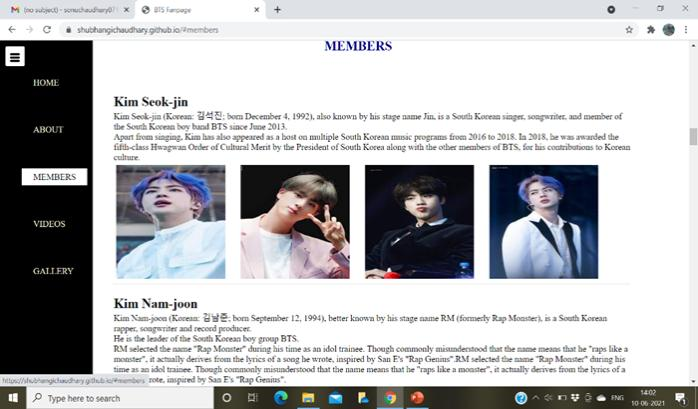 (no subject) - sonuchaudhary07
BTS Fanpage
shubhangichaudhary.github.io/#members
MEMBERS
HOME
ABOUT
MEMBERS
VIDEOS
GALLERY
Kim Seok-jin
Kim Seok-jin (Korean: 김석진; born December 4, 1992), also known by his stage name Jin, is a South Korean singer, songwriter, and member of
the South Korean boy band BTS since June 2013.
Apart from singing, Kim has also appeared as a host on multiple South Korean music programs from 2016 to 2018. In 2018, he was awarded the
fifth-class Hwagwan Order of Cultural Merit by the President of South Korea along with the other members of BTS, for his contributions to Korean
culture.
Kim Nam-joon
Kim Nam-joon (Korean: 김남준; born September 12, 1994), better known by his stage name RM (formerly Rap Monster), is a South Korean
rapper, songwriter and record producer.
He is the leader of the South Korean boy group BTS.
RM selected the name "Rap Monster" during his time as an idol trainee. Though commonly misunderstood that the name means that he "raps like a
monster", it actually derives from the lyrics of a song he wrote, inspired by San E's "Rap Genius".RM selected the name "Rap Monster" during his
time as an idol trainee. Though commonly misunderstood that the name means that he "raps like a monster", it actually derives from the lyrics of a
wrote, inspired by San E's "Rap Genius".
https://shubhangichaudhary.github.io/#members
Type here to search
ENG
14:02
10-06-2021